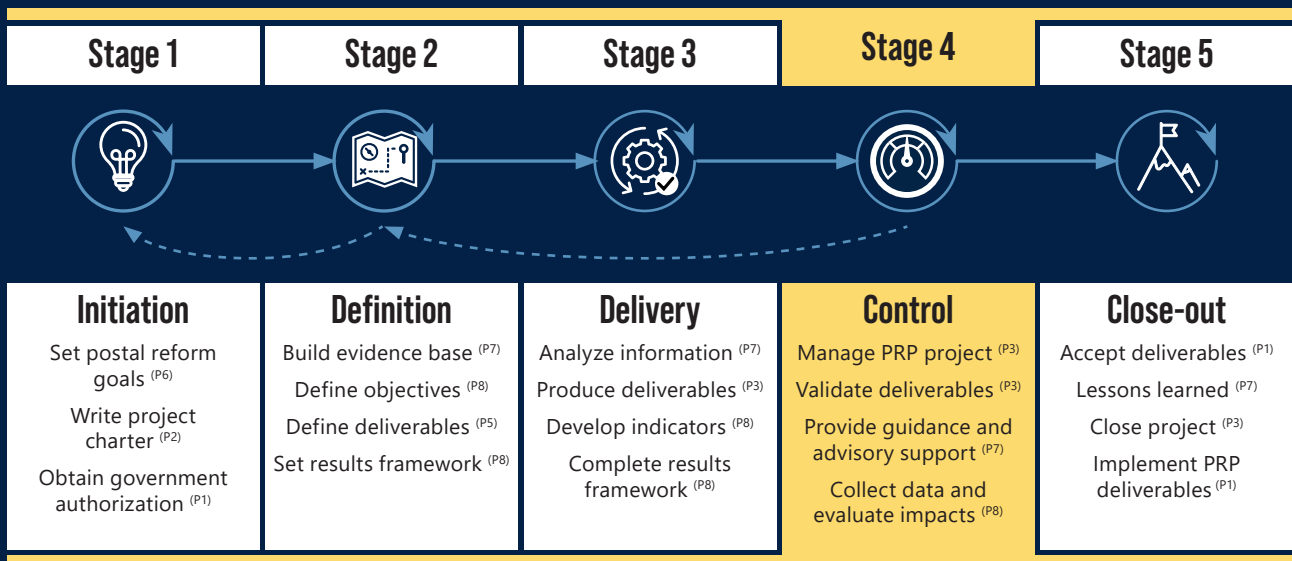 Stage 1
Stage 2
Stage 3
Stage 4
Stage 5
Initiation
Set postal reform
goals (P6)
Write project
charter (P2)
Obtain government
authorization (P1)
Definition
Build evidence base (P7)
Define objectives (P8)
Define deliverables (P5)
Set results framework (P8)
Delivery
Analyze information (P7)
Produce deliverables (P3)
Develop indicators (P8)
Complete results
framework (P8)
Control
Manage PRP project (P3)
Validate deliverables (P3)
Provide guidance and
advisory support (P7)
Collect data and
evaluate impacts (P8)
Close-out
Accept deliverables (P1)
Lessons learned (P7)
Close project (P3)
Implement PRP
deliverables (P1)